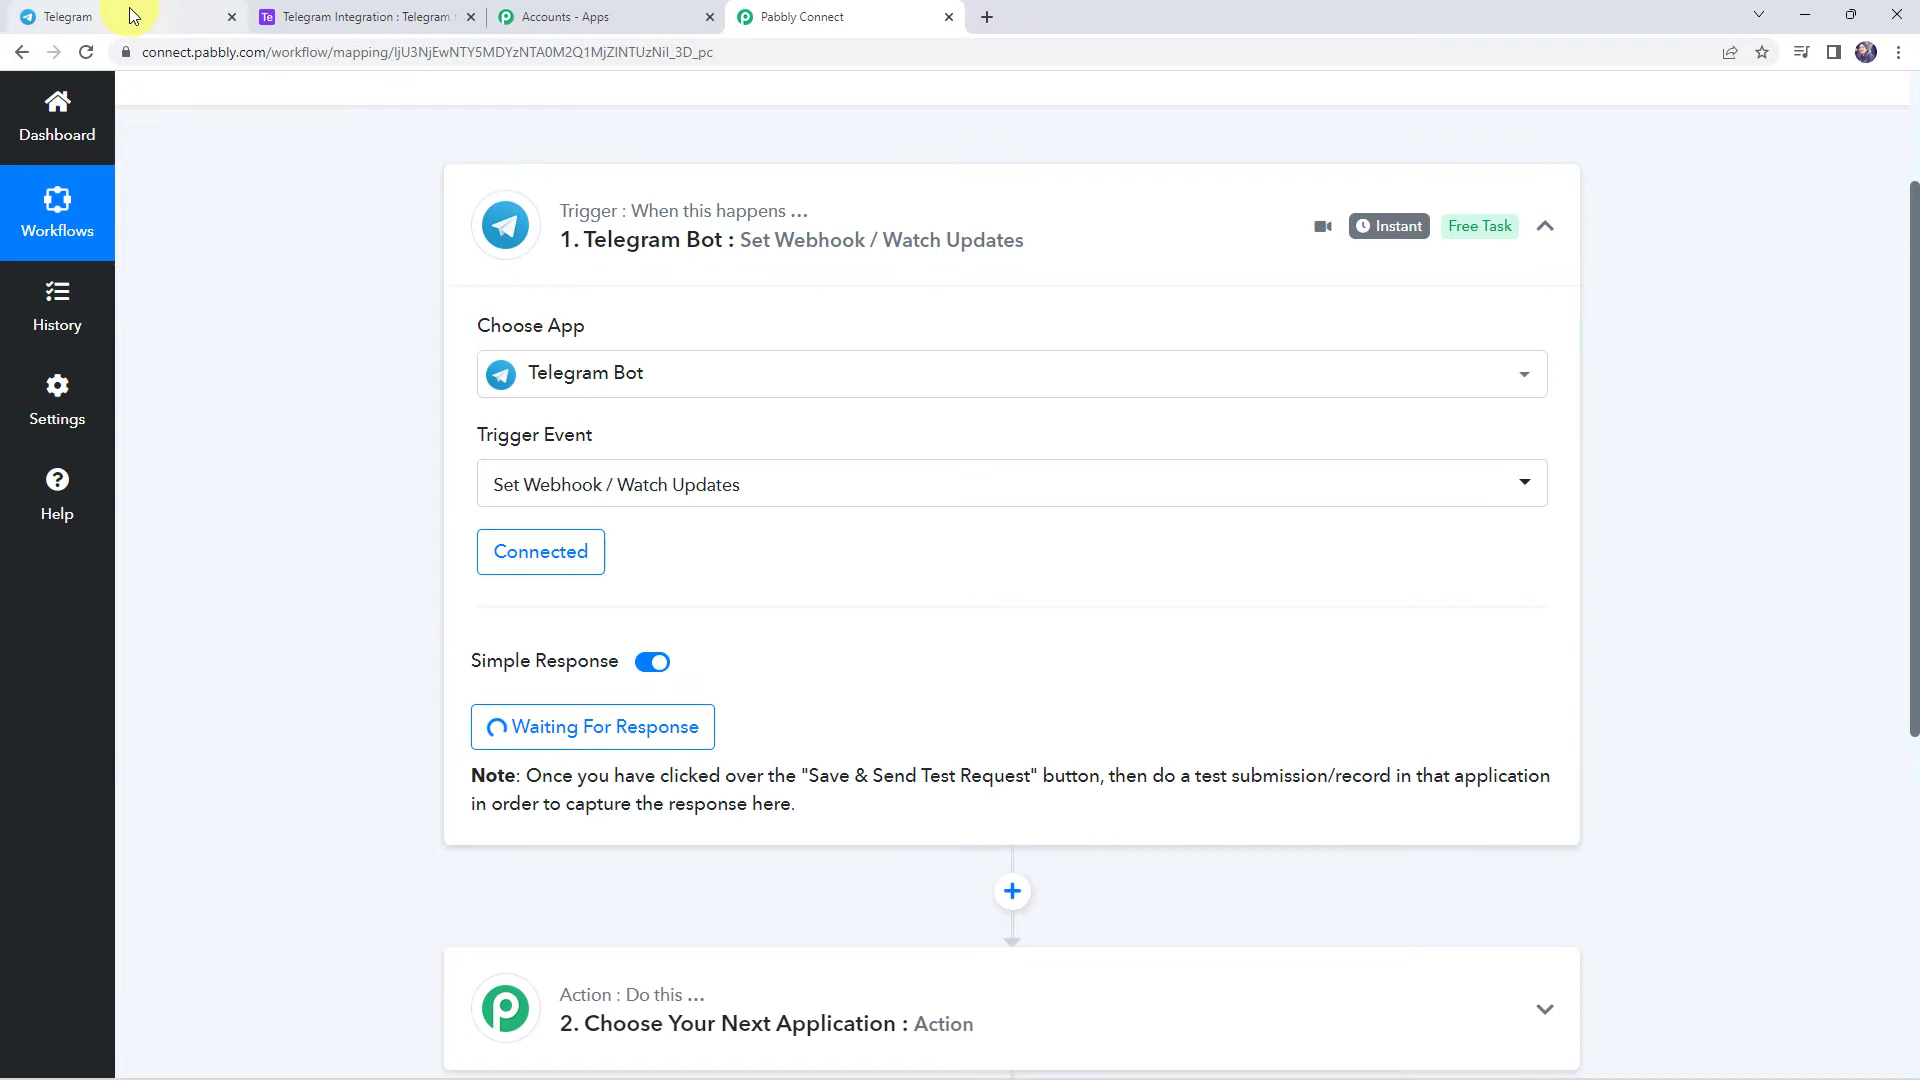 Telegram
Te
Telegram Integration : Telegram
Accounts - Apps
Pabbly Connect
connect.pabbly.com/workflow/mapping/IjU3NjEwNTY5MDYzNTA0M2Q1MjZlNTUzNiI_3D_pc
Dashboard
Workflows
History
Settings
Help
Trigger : When this happens ...
1. Telegram Bot : Set Webhook / Watch Updates
Instant
Free Task
Choose App
Telegram Bot
Trigger Event
Set Webhook / Watch Updates
Connected
Simple Response
Waiting For Response
Note: Once you have clicked over the "Save & Send Test Request" button, then do a test submission/record in that application
in order to capture the response here.
Action : Do this ...
2. Choose Your Next Application : Action